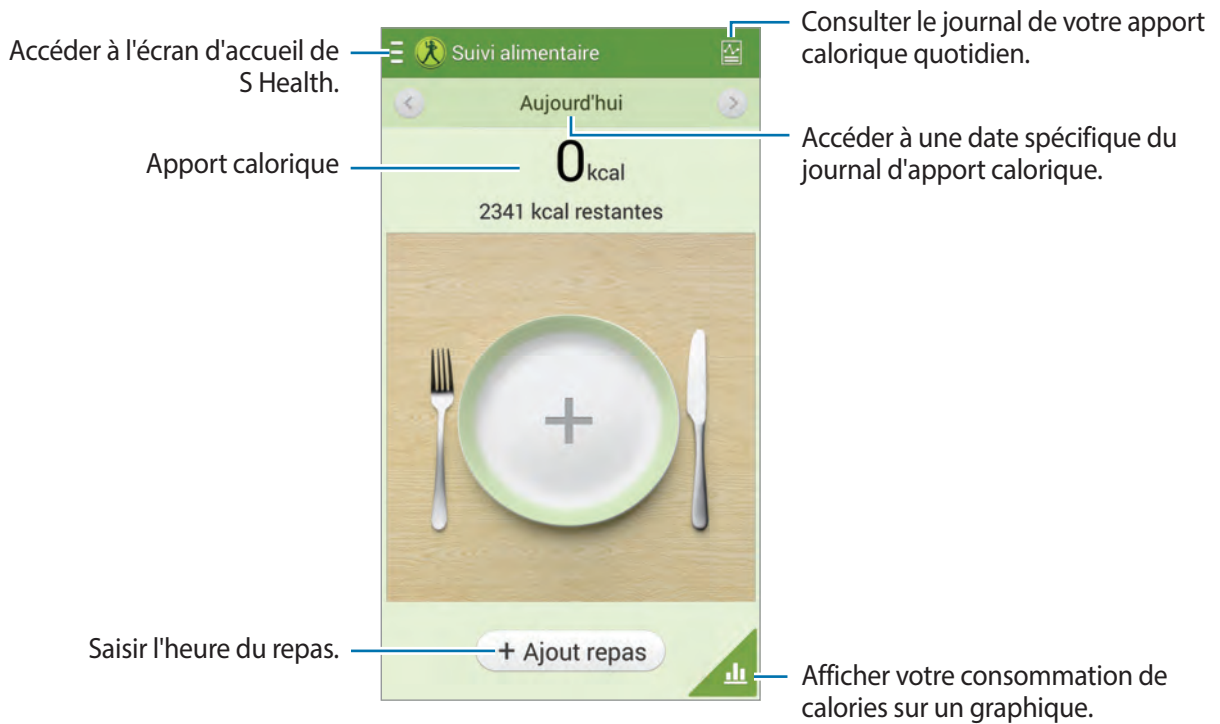 Accéder à l'écran d'accueil de
S Health.
Suivi alimentaire
Consulter le journal de votre apport
calorique quotidien.
Aujourd'hui
Accéder à une date spécifique du
journal d'apport calorique.
Apport calorique
0 kcal
2341 kcal restantes
Saisir l'heure du repas.
+ Ajout repas
Afficher votre consommation de
calories sur un graphique.